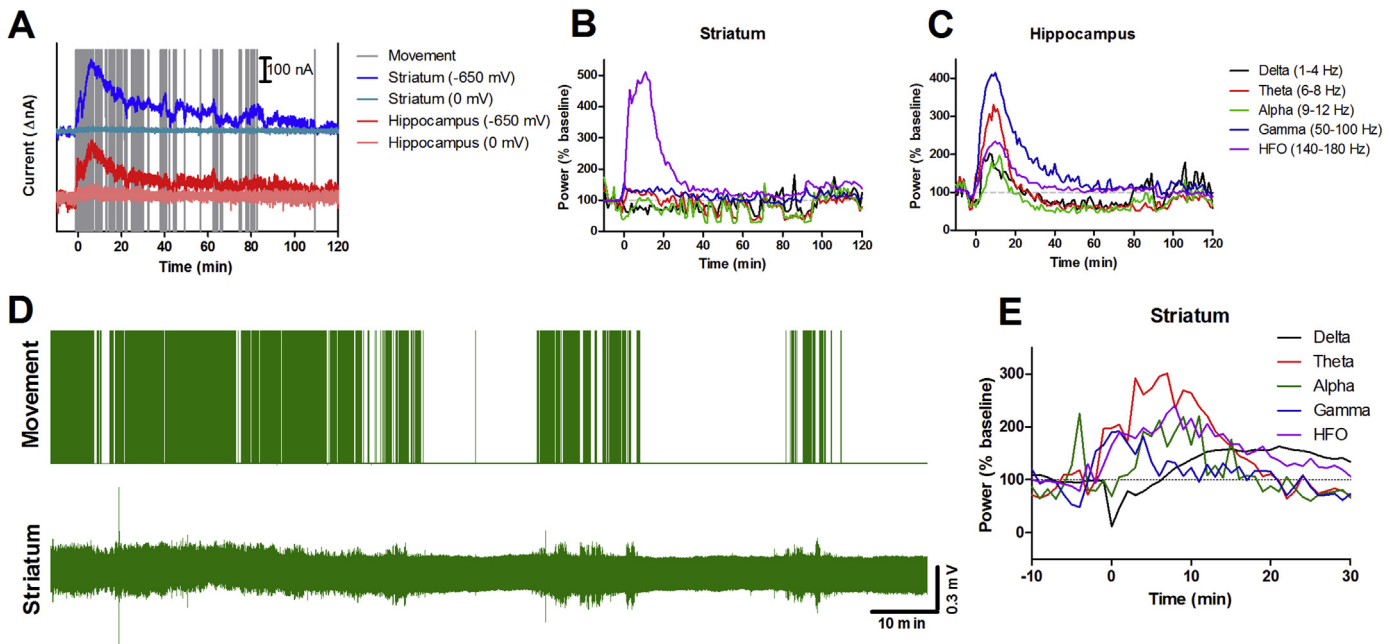 A
Current (ΔnA)
100 nA
Movement
Striatum (-650 mV)
Striatum (0 mV)
Hippocampus (-650 mV)
Hippocampus (0 mV)
0 20 40 60 80 100 120
Time (min)
B
Striatum
Power (% baseline)
500
400
300
200
100
0
0 20 40 60 80 100 120
Time (min)
C
Hippocampus
Power (% baseline)
400
300
200
100
0
0 20 40 60 80 100 120
Time (min)
Delta (1-4 Hz)
Theta (6-8 Hz)
Alpha (9-12 Hz)
Gamma (50-100 Hz)
HFO (140-180 Hz)
D
Movement
Striatum
0.3 mV
10 min
E
Striatum
Power (% baseline)
300
200
100
0
-10 0 10 20 30
Time (min)
Delta
Theta
Alpha
Gamma
HFO